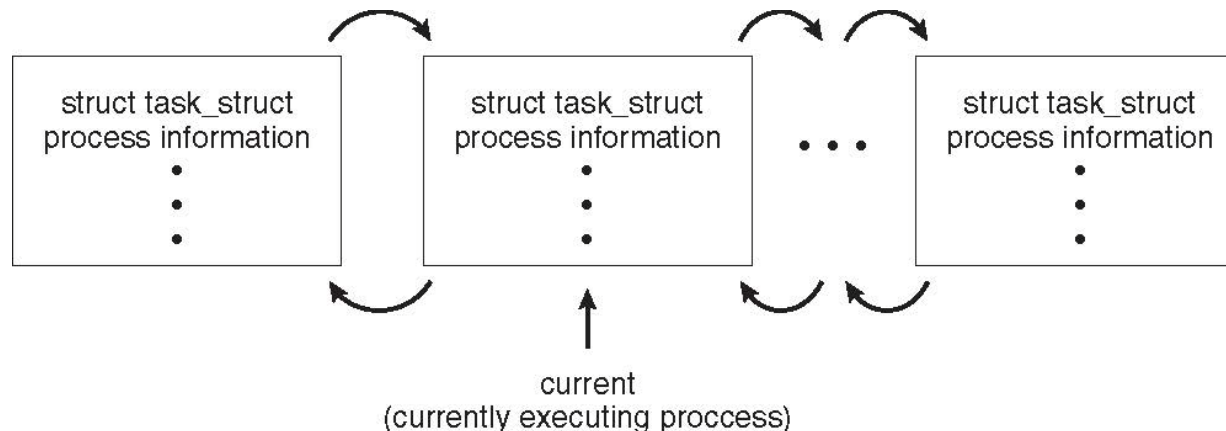 struct task_struct
process information
struct task_struct
process information
struct task_struct
process information
current
(currently executing proccess)